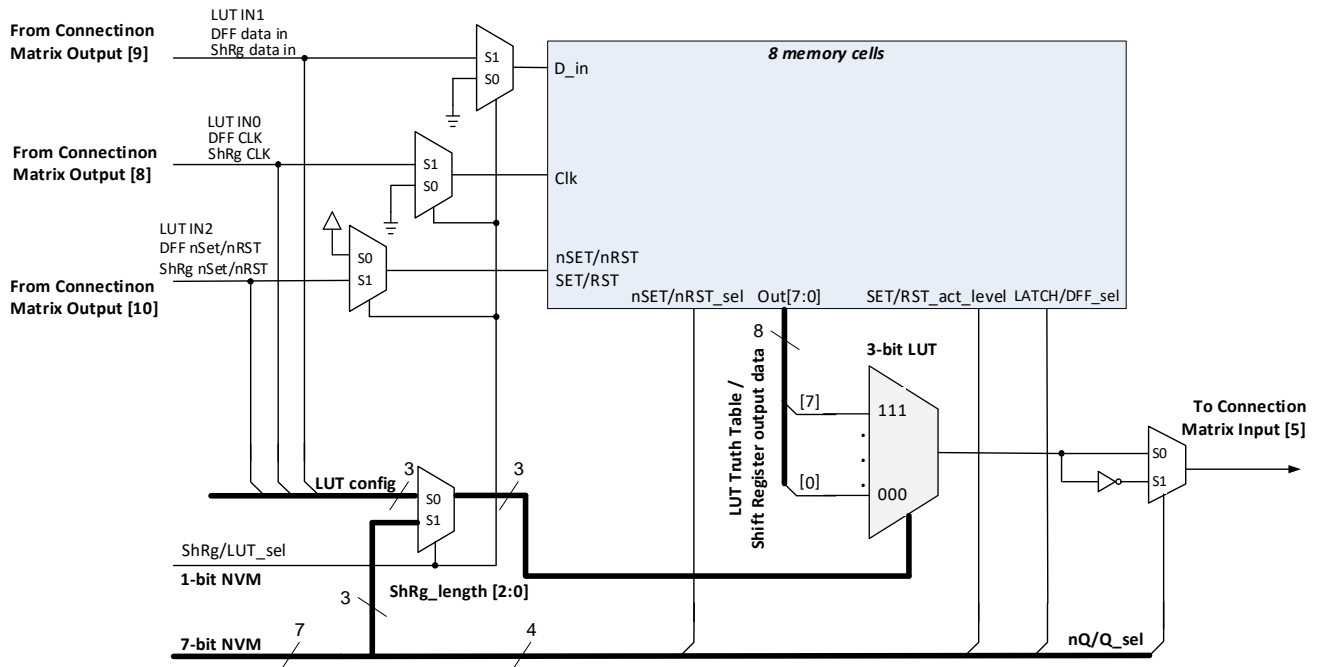 From Connectinon
Matrix Output [9]
LUT IN1
DFF data in
ShRg data in
S1
S0
D_in
8 memory cells
From Connectinon
Matrix Output [8]
LUT IN0
DFF CLK
ShRg CLK
S1
S0
Clk
From Connectinon
Matrix Output [10]
LUT IN2
DFF nSet/nRST
ShRg nSet/nRST
S0
S1
nSET/nRST
SET/RST
nSET/nRST_sel
Out[7:0]
SET/RST_act_level
LATCH/DFF_sel
8
LUT Truth Table /
Shift Register output data
3-bit LUT
[7]
111
[0]
000
To Connection
Matrix Input [5]
S0
S1
LUT config
3
S0
S1
3
ShRg/LUT_sel
1-bit NVM
ShRg_length [2:0]
3
7-bit NVM
7
4
nQ/Q_sel